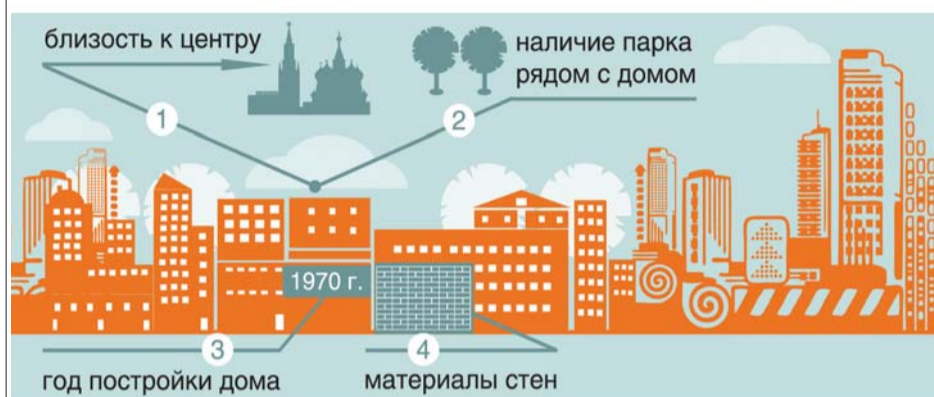 близость к центру
1
наличие парка
рядом с домом
2
1970 г.
3
год постройки дома
4
материалы стен